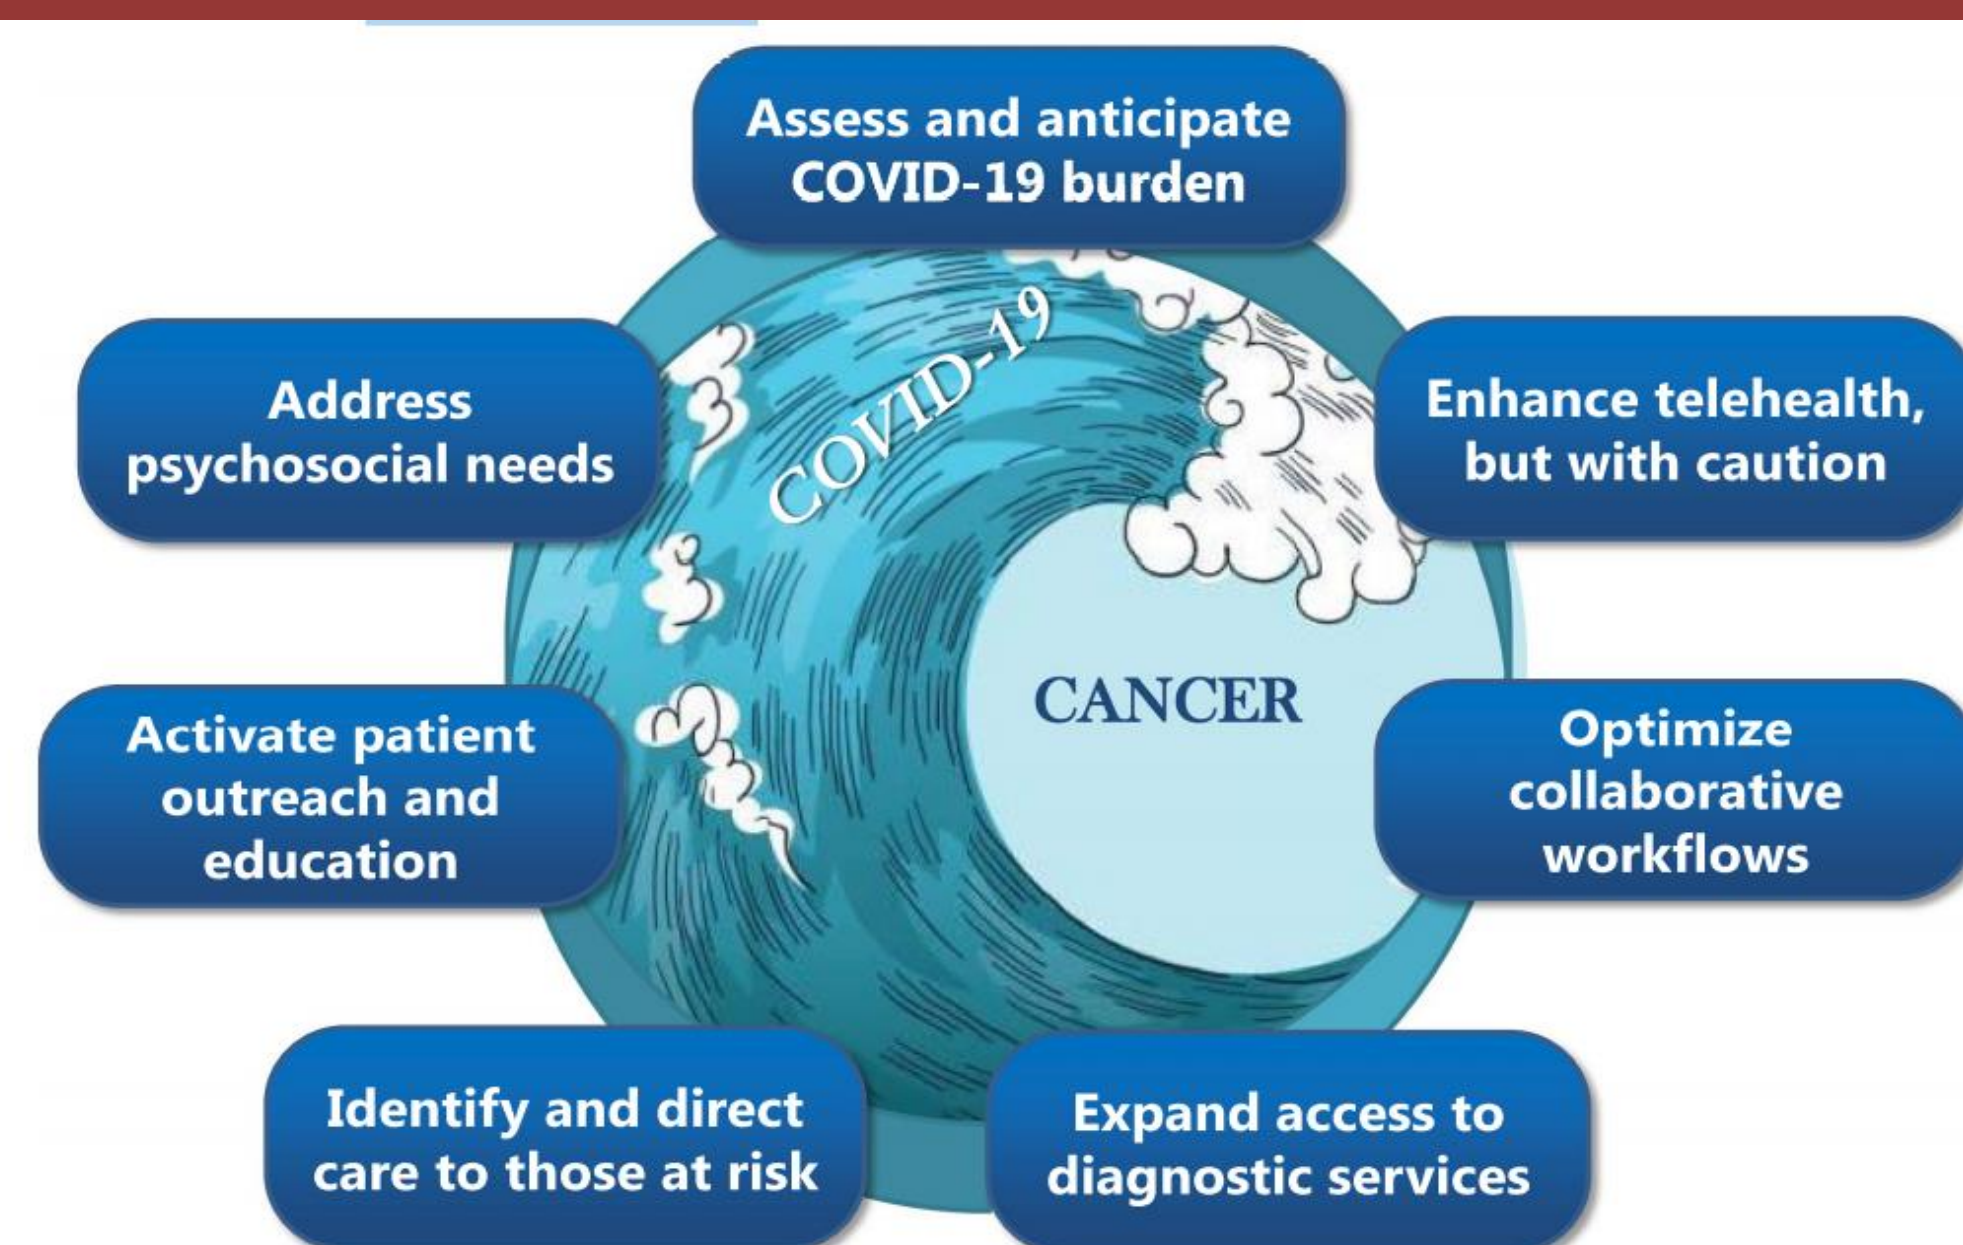 Assess and anticipate
COVID-19 burden
COVID-19
Address
psychosocial needs
Enhance telehealth,
but with caution
CANCER
Activate patient
outreach and
education
Optimize
collaborative
workflows
Identify and direct
care to those at risk
Expand access to
diagnostic services